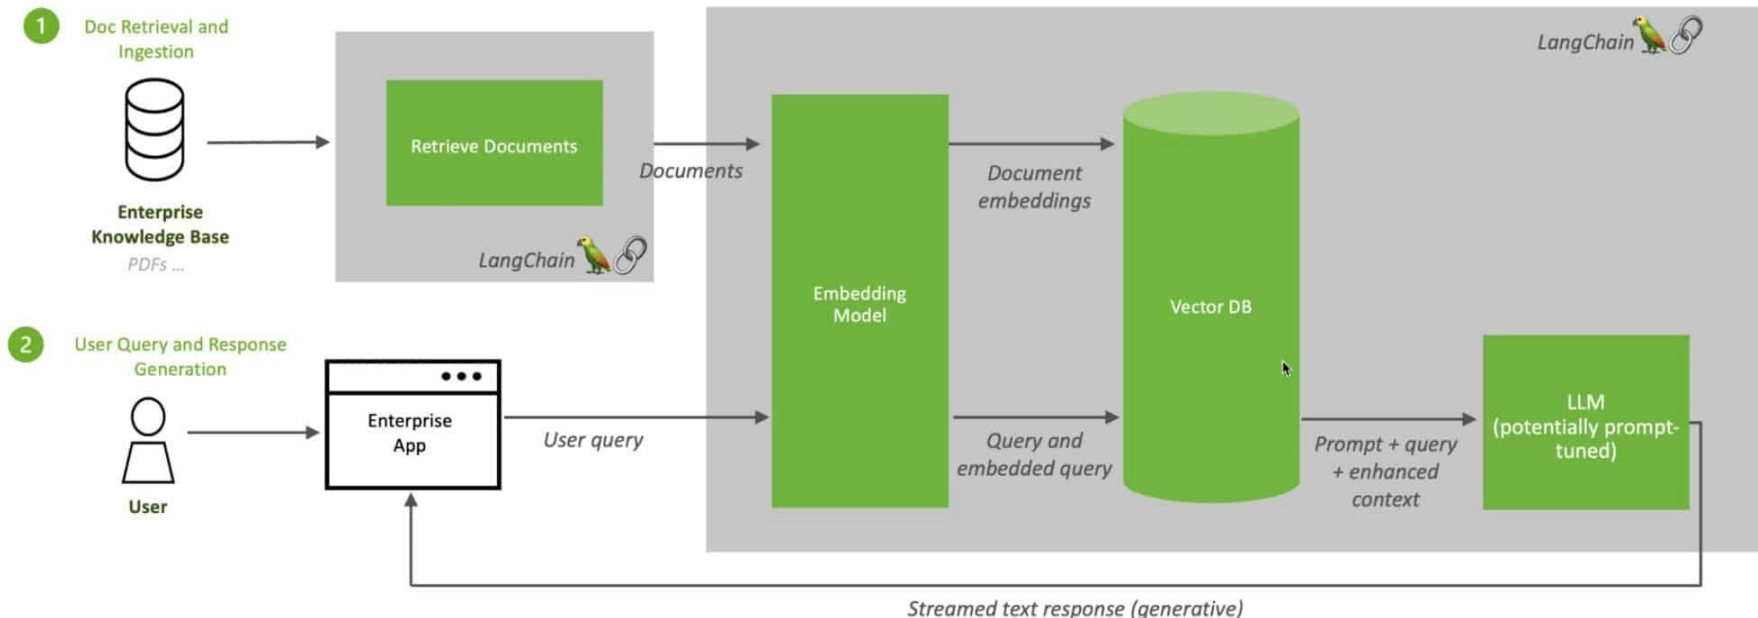 1
Doc Retrieval and
Ingestion
Enterprise
Knowledge Base
PDFs ...
Retrieve Documents
LangChain
Documents
LangChain
Embedding
Model
Document
embeddings
Vector DB
2
User Query and Response
Generation
User
Enterprise
App
User query
Query and
embedded query
Prompt + query
+ enhanced
context
LLM
(potentially prompt-
tuned)
Streamed text response (generative)